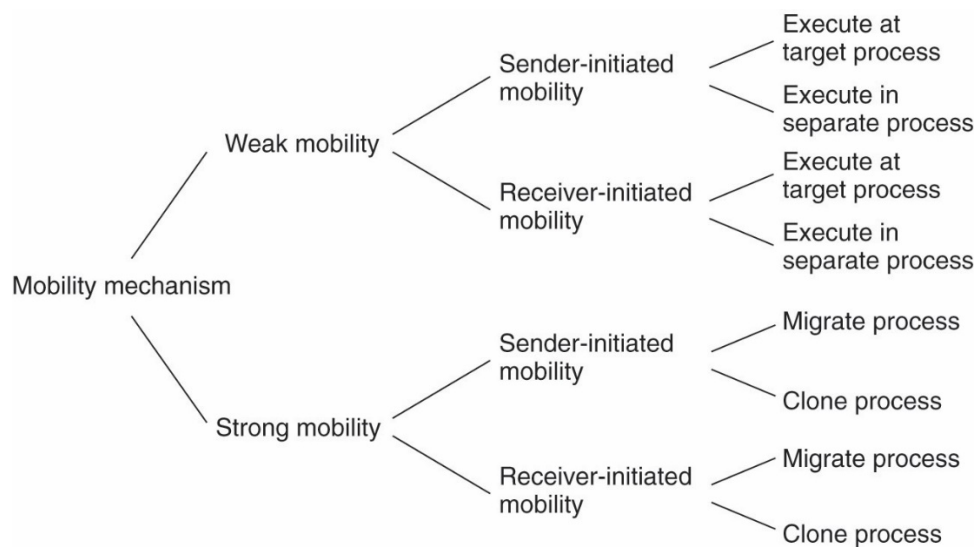 Execute at
target process
Sender-initiated
mobility
Execute in
separate process
Weak mobility
Execute at
target process
Receiver-initiated
mobility
Execute in
separate process
Mobility mechanism
Migrate process
Sender-initiated
mobility
Clone process
Strong mobility
Migrate process
Receiver-initiated
mobility
Clone process